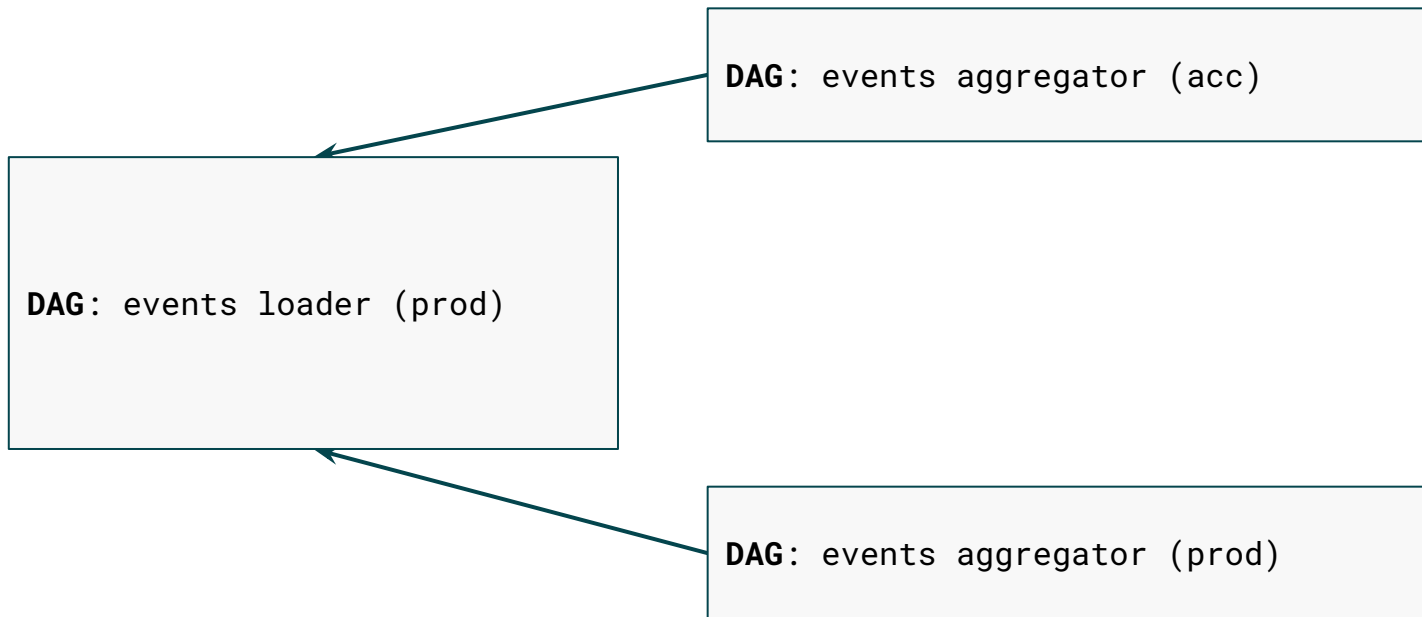 DAG: events aggregator (acc)
DAG: events loader (prod)
DAG: events aggregator (prod)